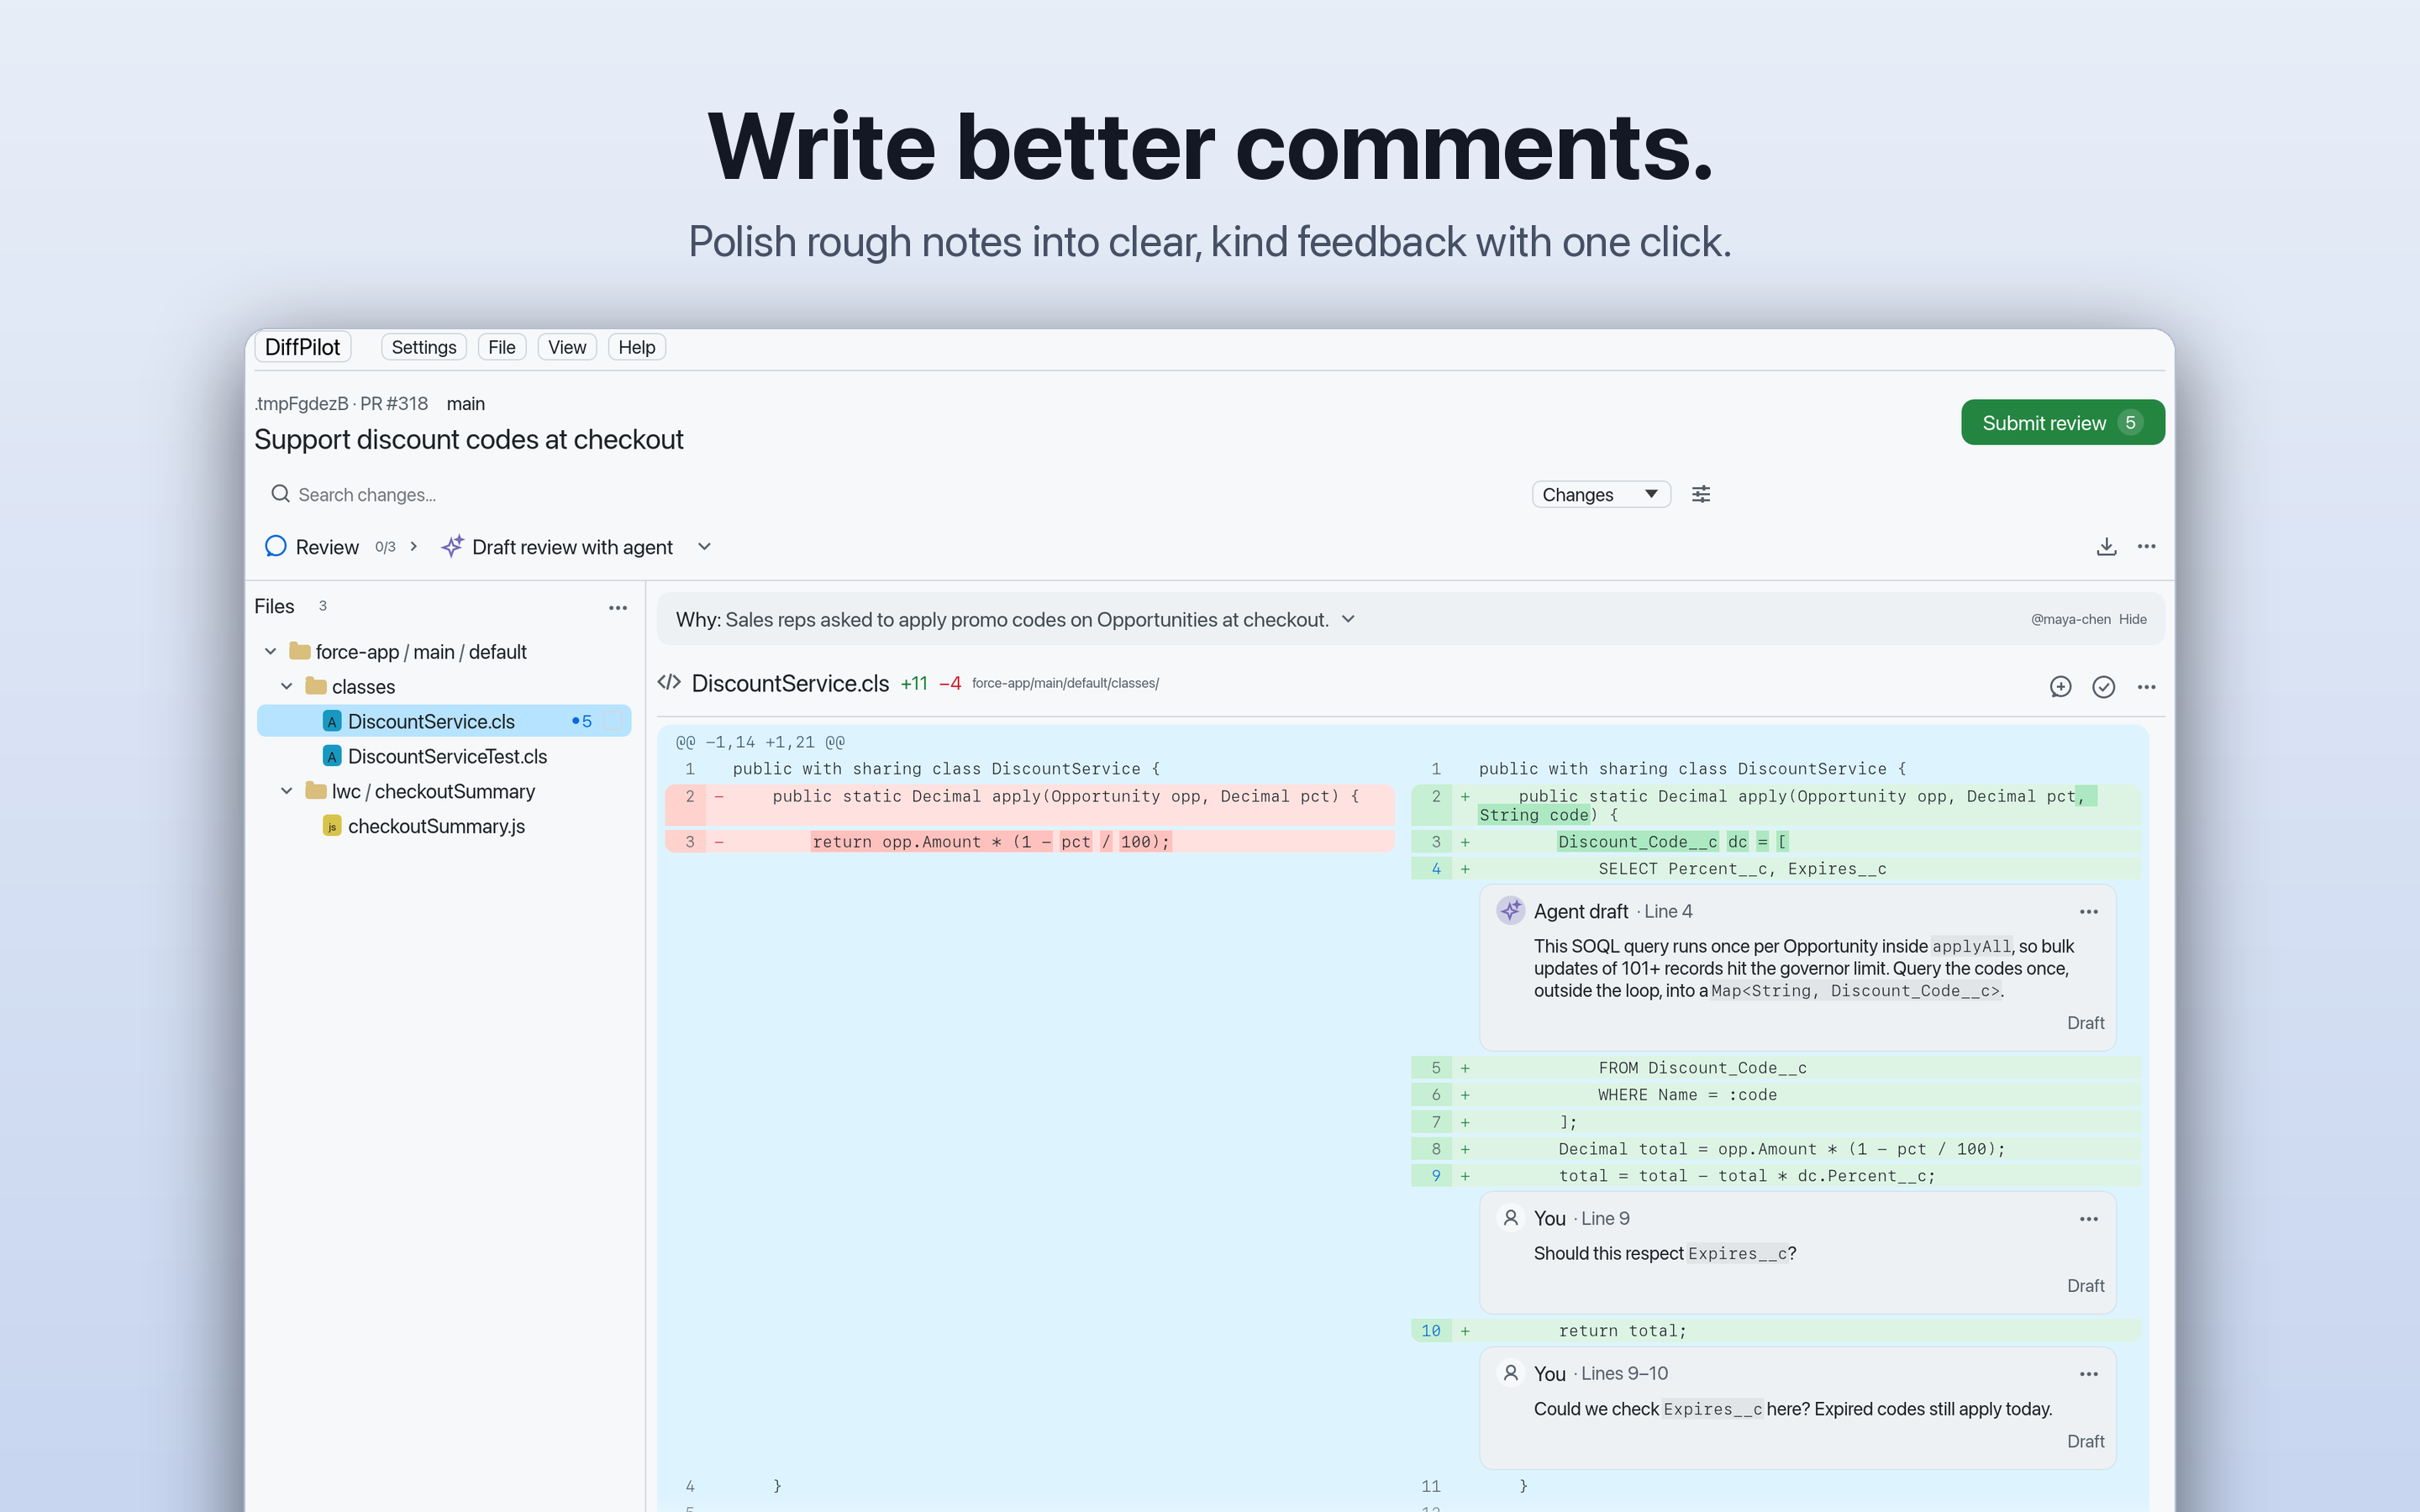 Write better comments.
Polish rough notes into clear, kind feedback with one click.
DiffPilot Settings File View Help
.tmpFgdezB · PR #318 main
Support discount codes at checkout
Submit review 5
Search changes...
Changes
Review 0/3 Draft review with agent
Files 3
force-app / main / default
classes
A DiscountService.cls 5
A DiscountServiceTest.cls
lwc / checkoutSummary
js checkoutSummary.js
Why: Sales reps asked to apply promo codes on Opportunities at checkout.
@maya-chen Hide
</> DiscountService.cls +11 −4 force-app/main/default/classes/
@@ −1,14 +1,21 @@
1 public with sharing class DiscountService {
2 − public static Decimal apply(Opportunity opp, Decimal pct) {
3 − return opp.Amount * (1 − pct / 100);
4 }
1 public with sharing class DiscountService {
2 + public static Decimal apply(Opportunity opp, Decimal pct,
String code) {
3 + Discount_Code__c dc = [
4 + SELECT Percent__c, Expires__c
Agent draft · Line 4
This SOQL query runs once per Opportunity inside applyAll, so bulk
updates of 101+ records hit the governor limit. Query the codes once,
outside the loop, into a Map<String, Discount_Code__c>.
Draft
5 + FROM Discount_Code__c
6 + WHERE Name = :code
7 + ];
8 + Decimal total = opp.Amount * (1 − pct / 100);
9 + total = total − total * dc.Percent__c;
You · Line 9
Should this respect Expires__c?
Draft
10 + return total;
You · Lines 9–10
Could we check Expires__c here? Expired codes still apply today.
Draft
11 }